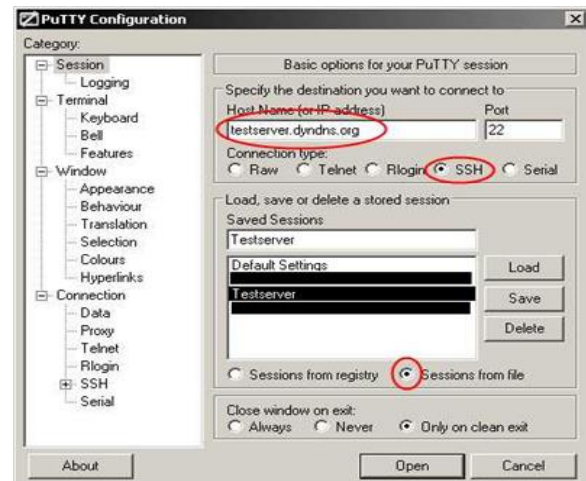 PuTTY Configuration
Category:
Session
Logging
Terminal
Keyboard
Bell
Features
Window
Appearance
Behaviour
Translation
Selection
Colours
Hyperlinks
Connection
Data
Proxy
Telnet
Rlogin
SSH
Serial
Basic options for your PuTTY session
Specify the destination you want to connect to
Host Name (or IP address) Port
testserver.dyndns.org 22
Connection type:
Raw Telnet Rlogin SSH Serial
Load, save or delete a stored session
Saved Sessions
Testserver
Default Settings
Testserver
Load
Save
Delete
Sessions from registry Sessions from file
Close window on exit:
Always Never Only on clean exit
About Open Cancel